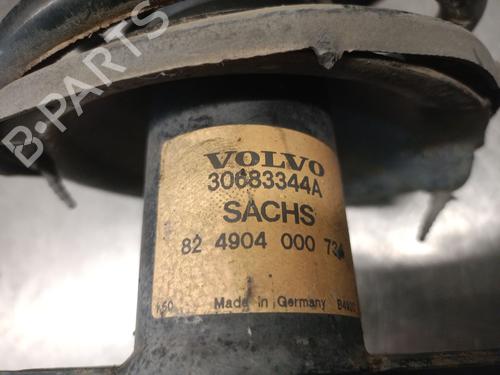 B-PARTS
VOLVO
30683344A
SACHS
82 4904 000 73
Made in Germany